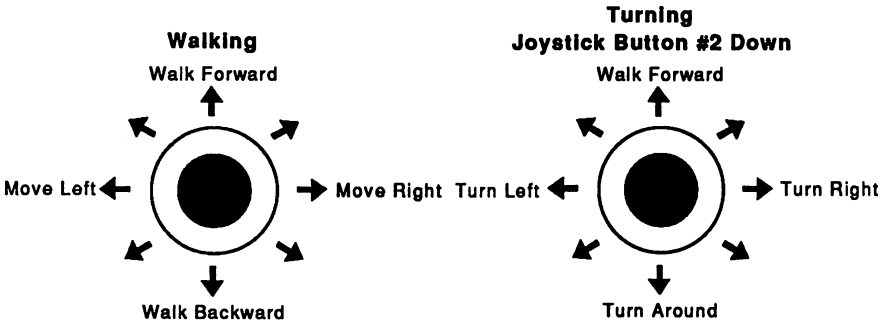 Walking
Walk Forward
Move Left
Move Right
Walk Backward
Turning
Joystick Button #2 Down
Walk Forward
Turn Left
Turn Right
Turn Around